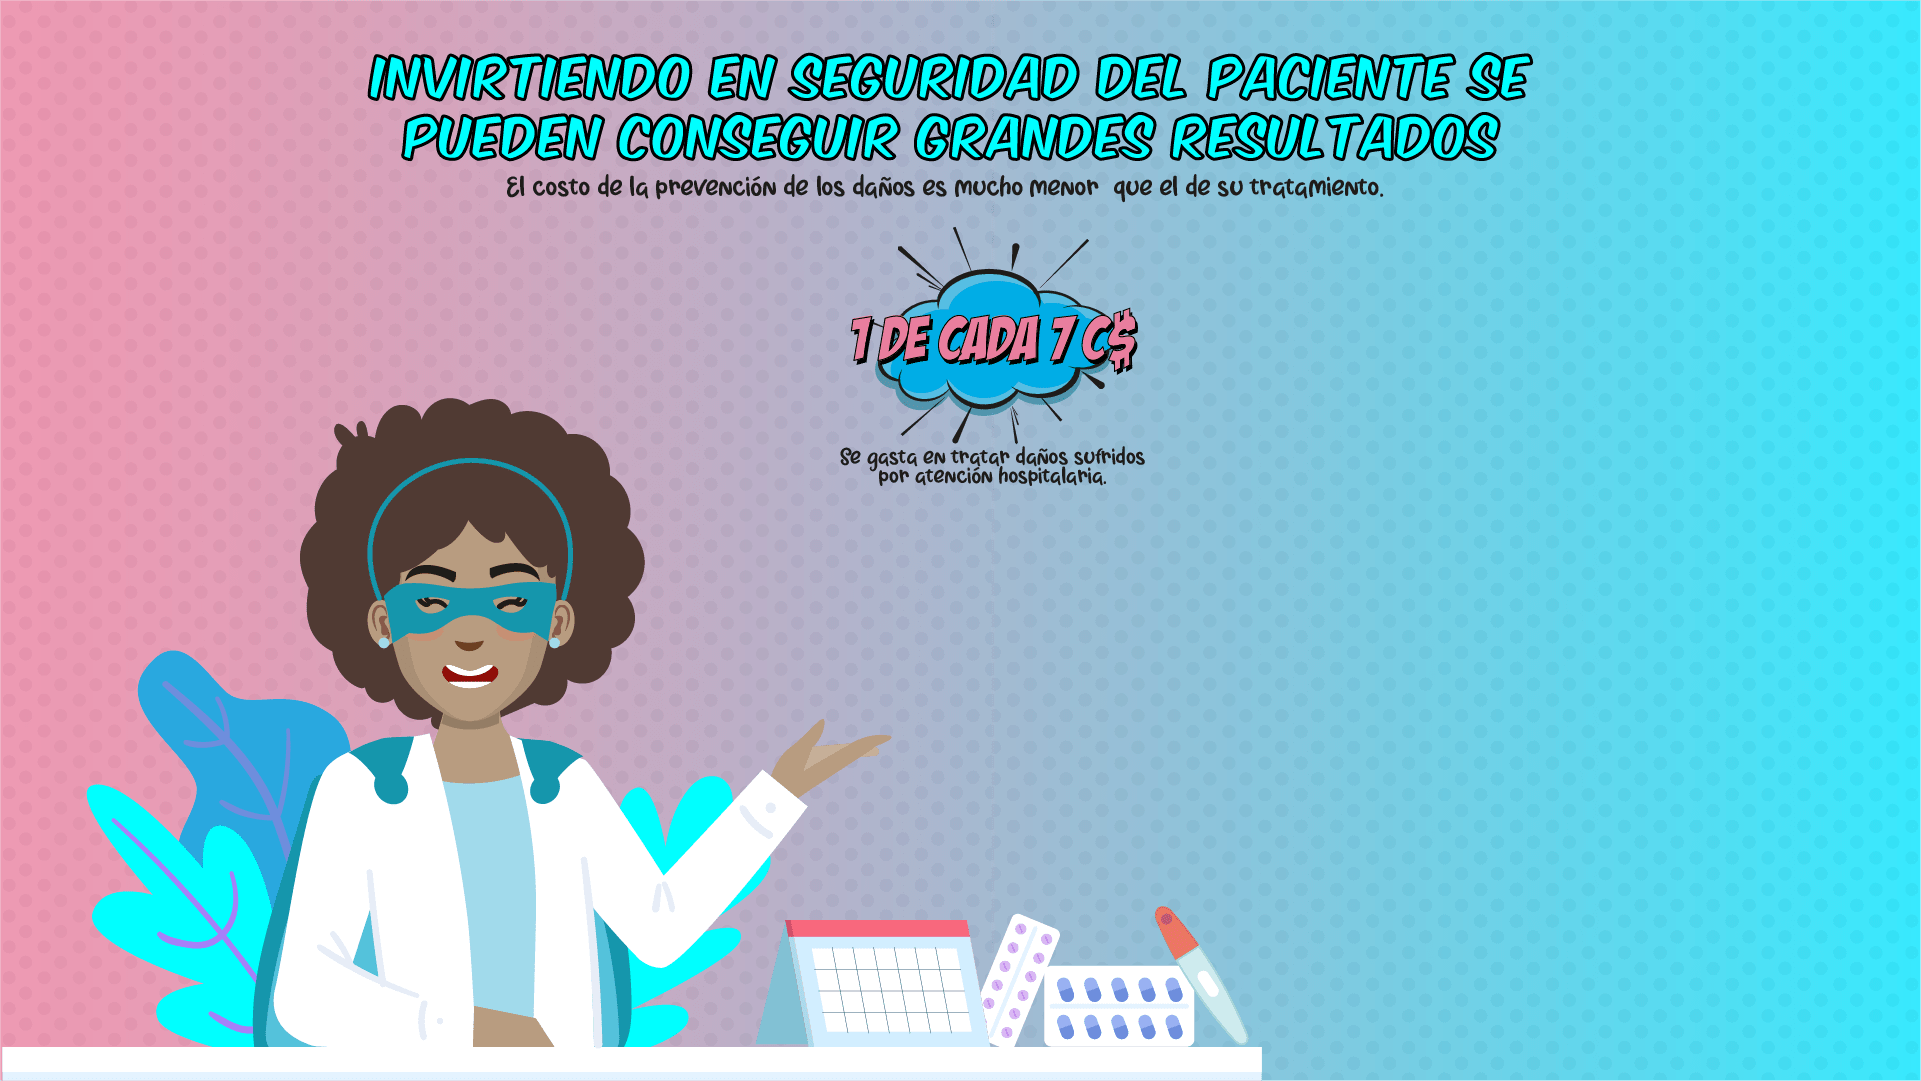 INVIRTIENDO EN SEGURIDAD DEL PACIENTE SE
PUEDEN CONSEGUIR GRANDES RESULTADOS
El costo de la prevención de los daños es mucho menor que el de su tratamiento.
1 DE CADA 7 C$
Se gasta en tratar daños sufridos
por atención hospitalaria.